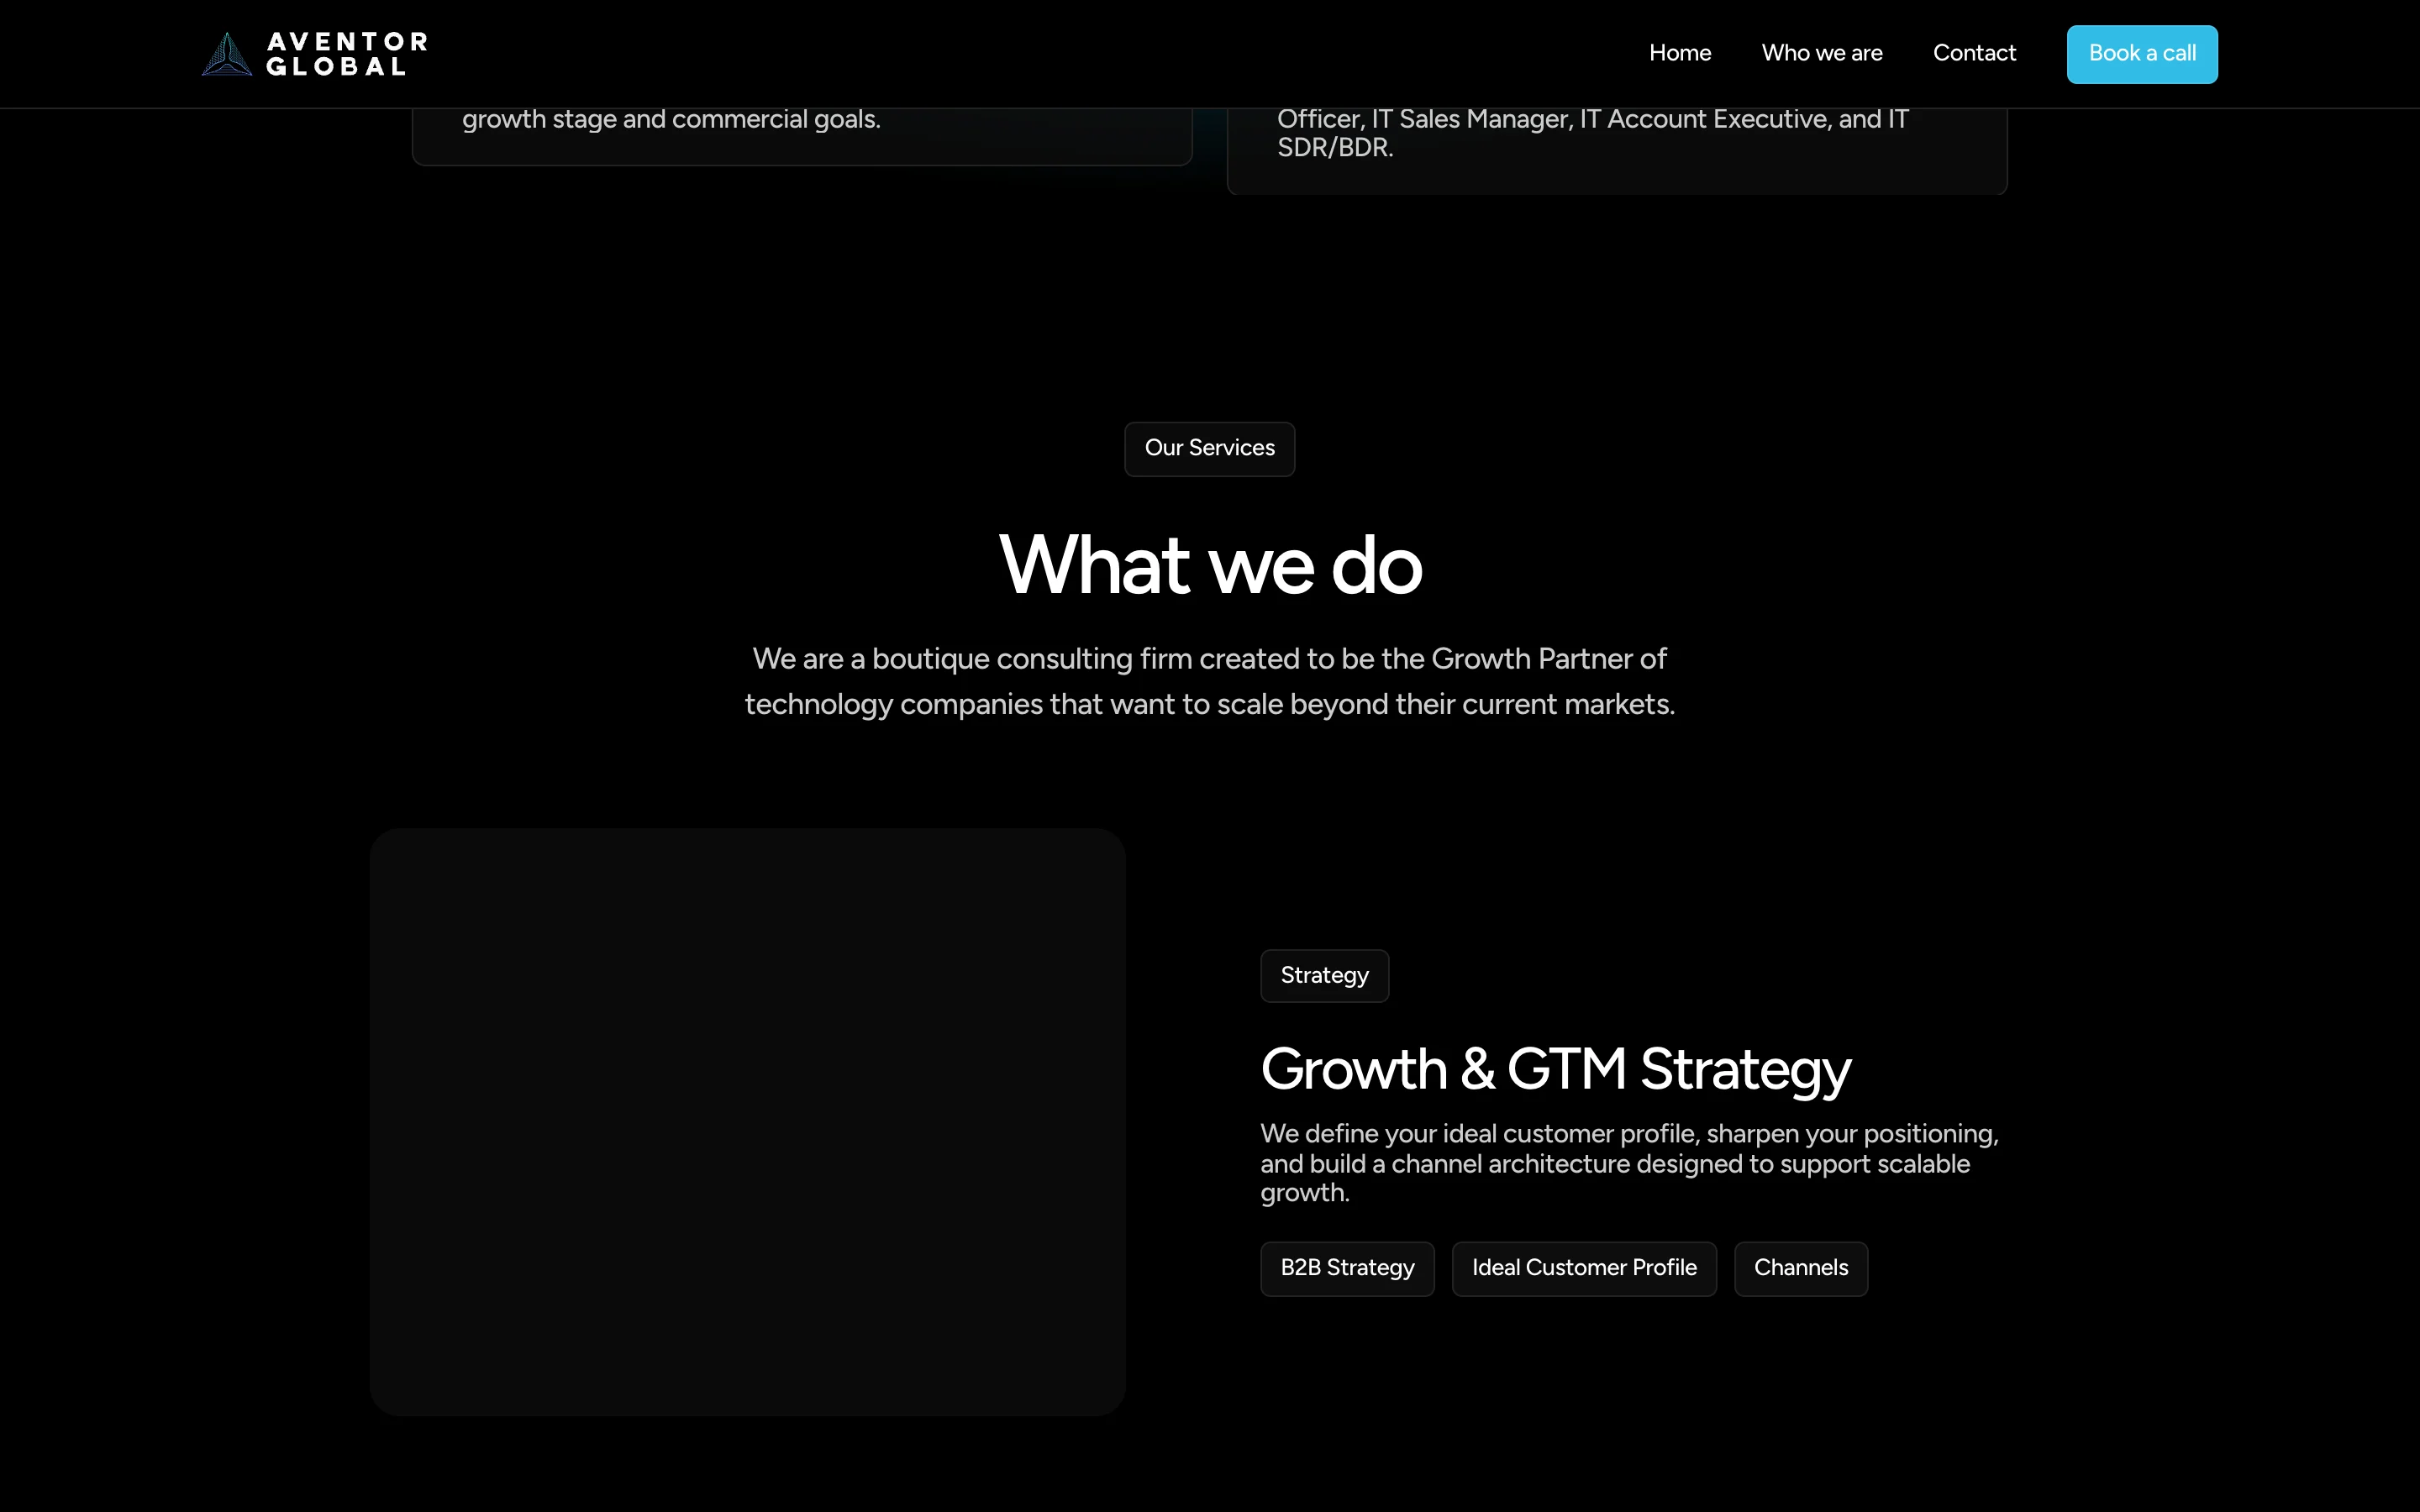 AVENTOR
GLOBAL
Home
Who we are
Contact
Book a call
growth stage and commercial goals.
Officer, IT Sales Manager, IT Account Executive, and IT
SDR/BDR.
Our Services
What we do
We are a boutique consulting firm created to be the Growth Partner of
technology companies that want to scale beyond their current markets.
Strategy
Growth & GTM Strategy
We define your ideal customer profile, sharpen your positioning,
and build a channel architecture designed to support scalable
growth.
B2B Strategy
Ideal Customer Profile
Channels